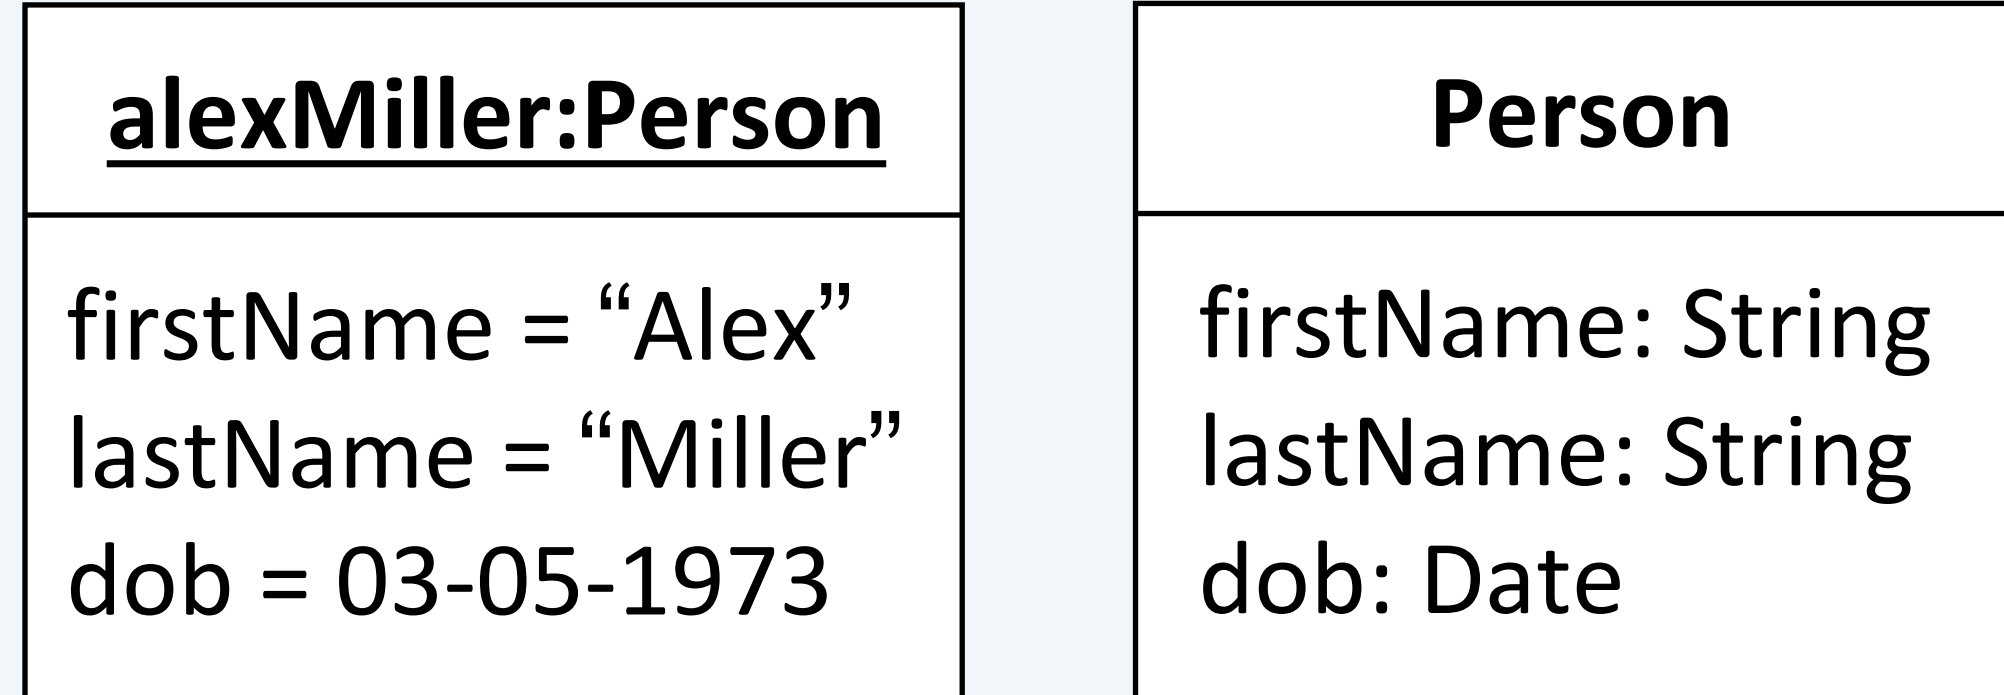 alexMiller:Person
firstName = “Alex”
lastName = “Miller”
dob = 03-05-1973
Person
firstName: String
lastName: String
dob: Date